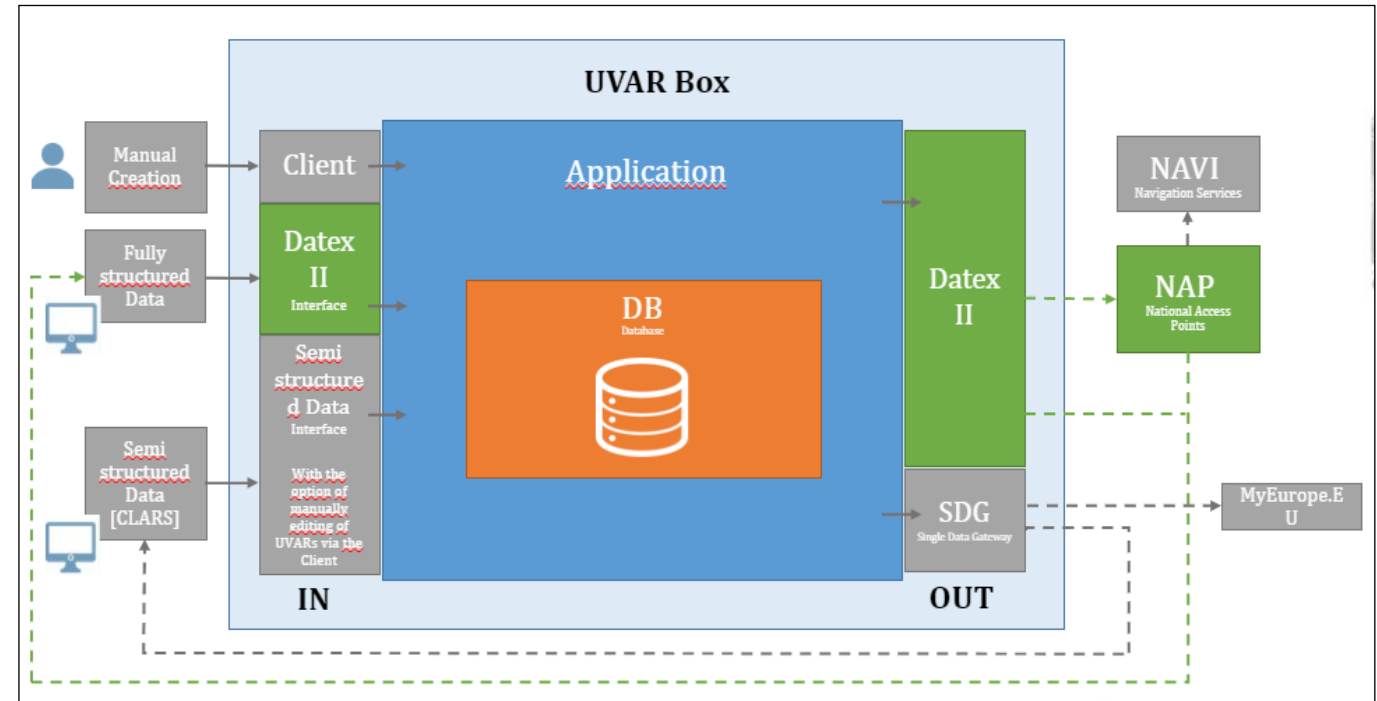 UVAR Box
Manual
Creation
Client
Application
NAVI
Navigation Services
Fully
structured
Data
Datex
II
Interface
DB
Database
Datex
II
NAP
National Access
Points
Semi
structured
Data
[CLARS]
Semi
structure
d Data
Interface
With the
option of
manually
editing of
UVARs via the
Client
SDG
Single Data Gateway
MyEurope.E
U
IN
OUT